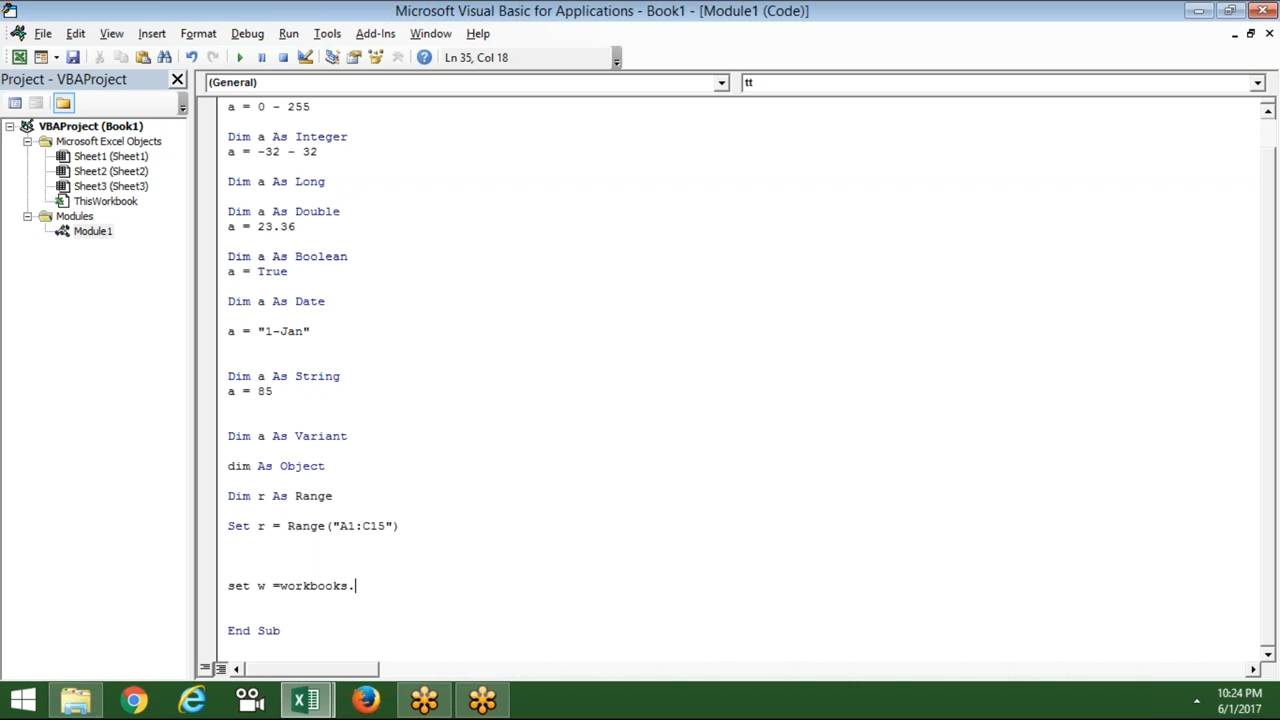 Microsoft Visual Basic for Applications - Book1 - [Module1 (Code)]
File Edit View Insert Format Debug Run Tools Add-Ins Window Help
Ln 35, Col 18
Project - VBAProject
(General)
tt
VBAProject (Book1)
Microsoft Excel Objects
Sheet1 (Sheet1)
Sheet2 (Sheet2)
Sheet3 (Sheet3)
ThisWorkbook
Modules
Module1
a = 0 - 255
Dim a As Integer
a = -32 - 32
Dim a As Long
Dim a As Double
a = 23.36
Dim a As Boolean
a = True
Dim a As Date
a = "1-Jan"
Dim a As String
a = 85
Dim a As Variant
dim As Object
Dim r As Range
Set r = Range("A1:C15")
set w =workbooks.
End Sub
10:24 PM
6/1/2017